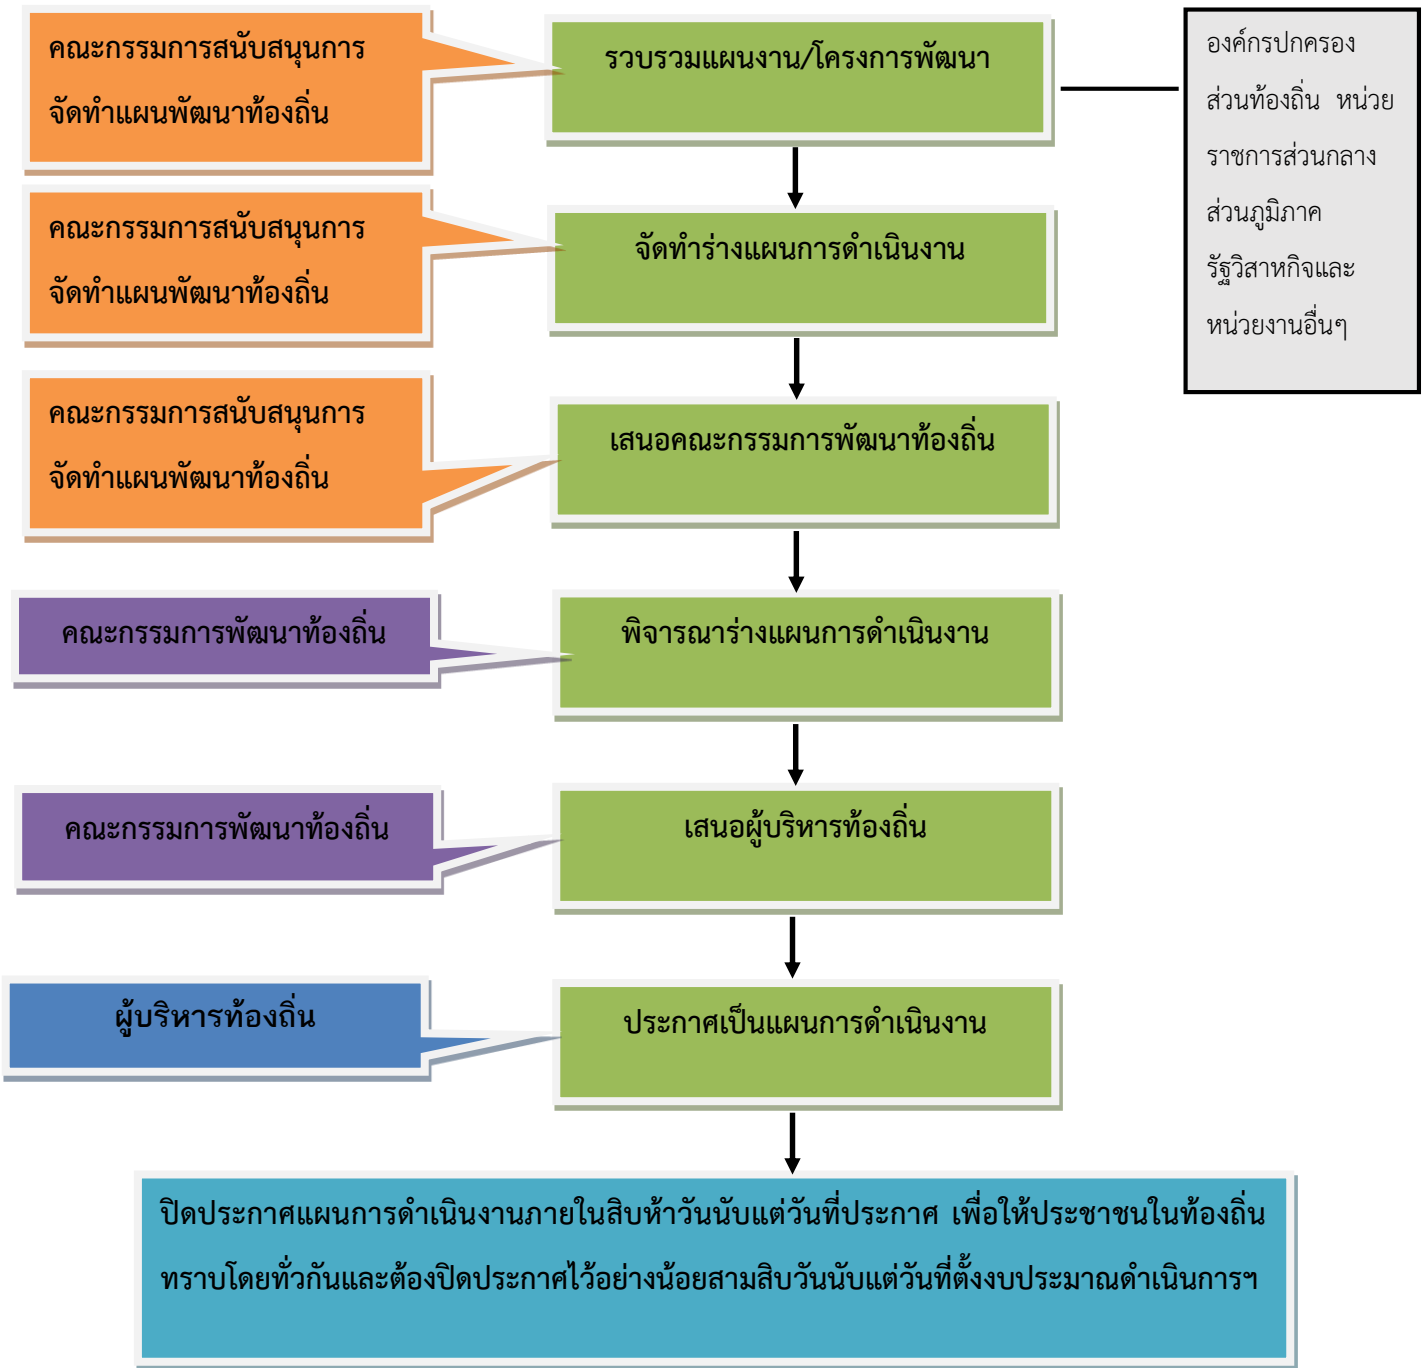 คณะกรรมการสนับสนุนการ
จัดทำแผนพัฒนาท้องถิ่น
รวบรวมแผนงาน/โครงการพัฒนา
องค์กรปกครอง
ส่วนท้องถิ่น หน่วย
ราชการส่วนกลาง
ส่วนภูมิภาค
รัฐวิสาหกิจและ
หน่วยงานอื่นๆ
คณะกรรมการสนับสนุนการ
จัดทำแผนพัฒนาท้องถิ่น
จัดทำร่างแผนการดำเนินงาน
คณะกรรมการสนับสนุนการ
จัดทำแผนพัฒนาท้องถิ่น
เสนอคณะกรรมการพัฒนาท้องถิ่น
คณะกรรมการพัฒนาท้องถิ่น
พิจารณาร่างแผนการดำเนินงาน
คณะกรรมการพัฒนาท้องถิ่น
เสนอผู้บริหารท้องถิ่น
ผู้บริหารท้องถิ่น
ประกาศเป็นแผนการดำเนินงาน
ปิดประกาศแผนการดำเนินงานภายในสิบห้าวันนับแต่วันที่ประกาศ เพื่อให้ประชาชนในท้องถิ่น
ทราบโดยทั่วกันและต้องปิดประกาศไว้อย่างน้อยสามสิบวันนับแต่วันที่ตั้งงบประมาณดำเนินการฯ